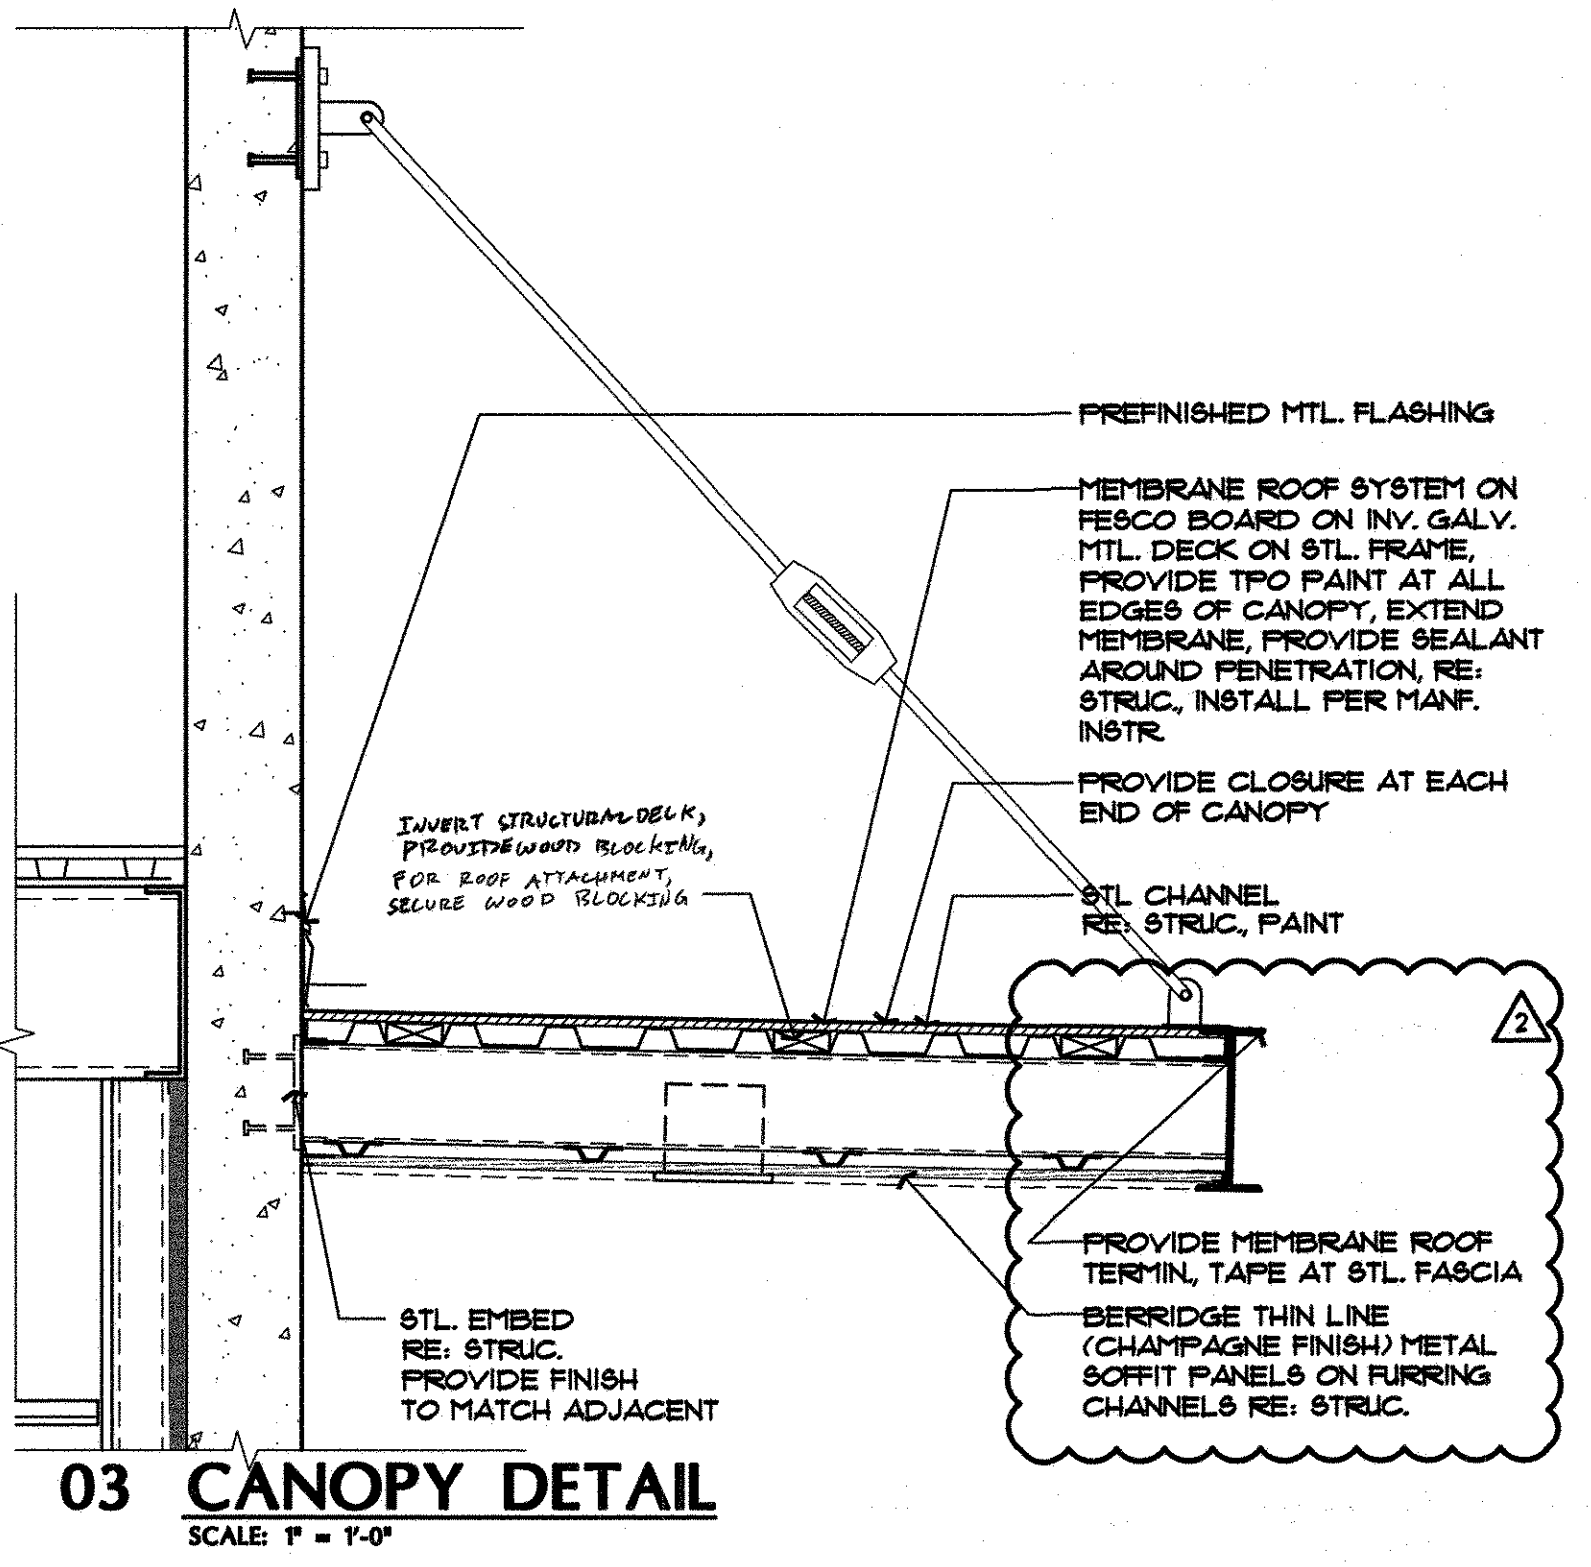 PREFINISHED MTL. FLASHING
MEMBRANE ROOF SYSTEM ON
FESCO BOARD ON INV. GALV.
MTL. DECK ON STL. FRAME,
PROVIDE TPO PAINT AT ALL
EDGES OF CANOPY, EXTEND
MEMBRANE, PROVIDE SEALANT
AROUND PENETRATION, RE:
STRUC., INSTALL PER MANF.
INSTR.
PROVIDE CLOSURE AT EACH
END OF CANOPY
INVERT STRUCTURAL DECK,
PROVIDE WOOD BLOCKING,
FOR ROOF ATTACHMENT,
SECURE WOOD BLOCKING
STL CHANNEL
RE: STRUC., PAINT
2
PROVIDE MEMBRANE ROOF
TERMIN., TAPE AT STL. FASCIA
BERRIDGE THIN LINE
(CHAMPAGNE FINISH) METAL
SOFFIT PANELS ON FURRING
CHANNELS RE: STRUC.
STL. EMBED
RE: STRUC.
PROVIDE FINISH
TO MATCH ADJACENT
03 CANOPY DETAIL
SCALE: 1" = 1'-0"